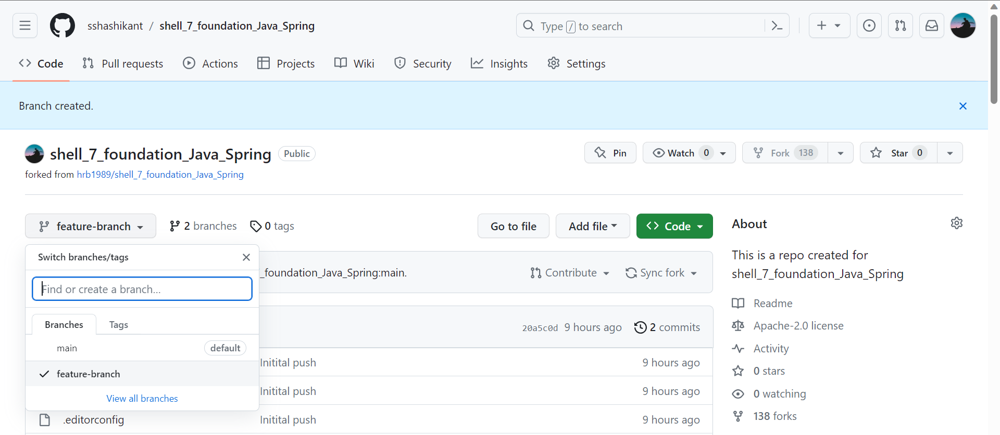 sshashikant / shell_7_foundation_Java_Spring
Type / to search
Code Pull requests Actions Projects Wiki Security Insights Settings
Branch created.
shell_7_foundation_Java_Spring Public
Pin Watch 0 Fork 138 Star 0
forked from hrb1989/shell_7_foundation_Java_Spring
feature-branch 2 branches 0 tags Go to file Add file Code
Switch branches/tags
Find or create a branch...
Branches Tags
main default
feature-branch
View all branches
_foundation_Java_Spring:main. Contribute Sync fork
20a5c0d 9 hours ago 2 commits
Initital push 9 hours ago
Initital push 9 hours ago
.editorconfig Initital push 9 hours ago
About
This is a repo created for
shell_7_foundation_Java_Spring
Readme
Apache-2.0 license
Activity
0 stars
0 watching
138 forks